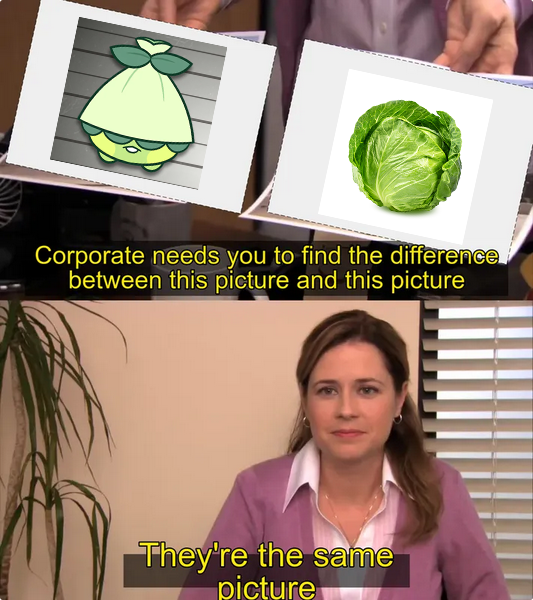 Corporate needs you to find the difference
between this picture and this picture
They're the same
picture